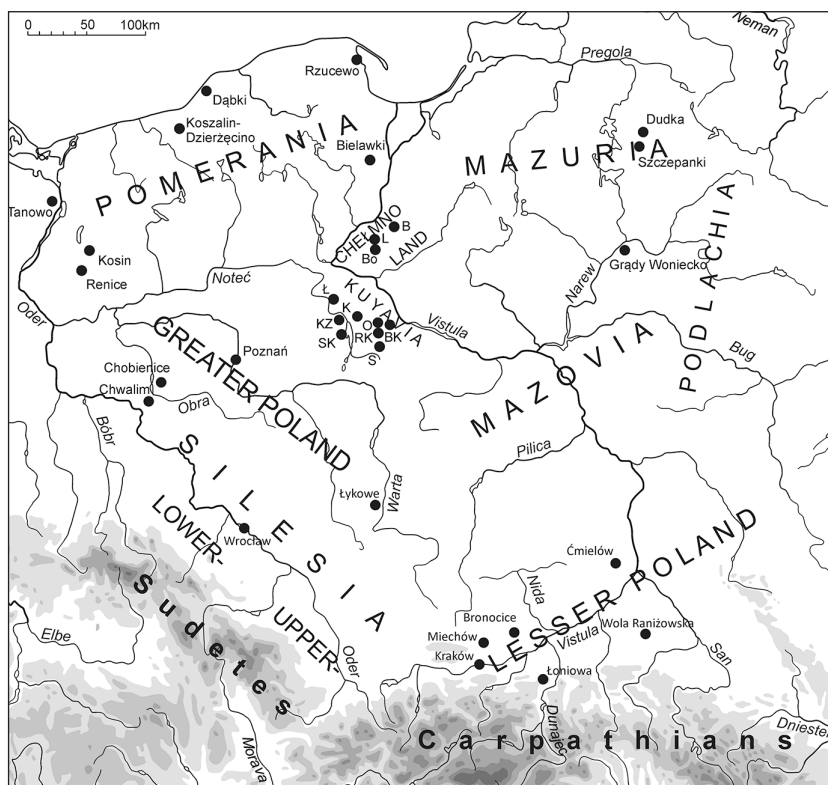 0 50 100km
Neman
Pregola
Rzucewo
Dąbki
Koszalin-
Dzierżęcino
Bielawki
POMERANIA
Dudka
MAZURIA
Szczepanki
Tanowo
CHEŁMNO
LAND
B
L
Bo
Kosin
Renice
Grądy Woniecko
PODLACHIA
Noteć
Narew
Oder
Ł
KUYAVIA
K
KZ
O
SK
RK
BK
S
Vistula
GREATER POLAND
Poznań
MAZOVIA
Bug
Chobienice
Chwalim
Obra
Bóbr
Pilica
SILESIA
Warta
Łykowe
LOWER-
Wrocław
Ćmielów
LESSER POLAND
Sudetes
Nida
UPPER-
Bronocice
Miechów
Kraków
Vistula
Wola Raniżowska
Elbe
Oder
San
Łoniowa
Dunajec
Dniester
Morava
Carpathians